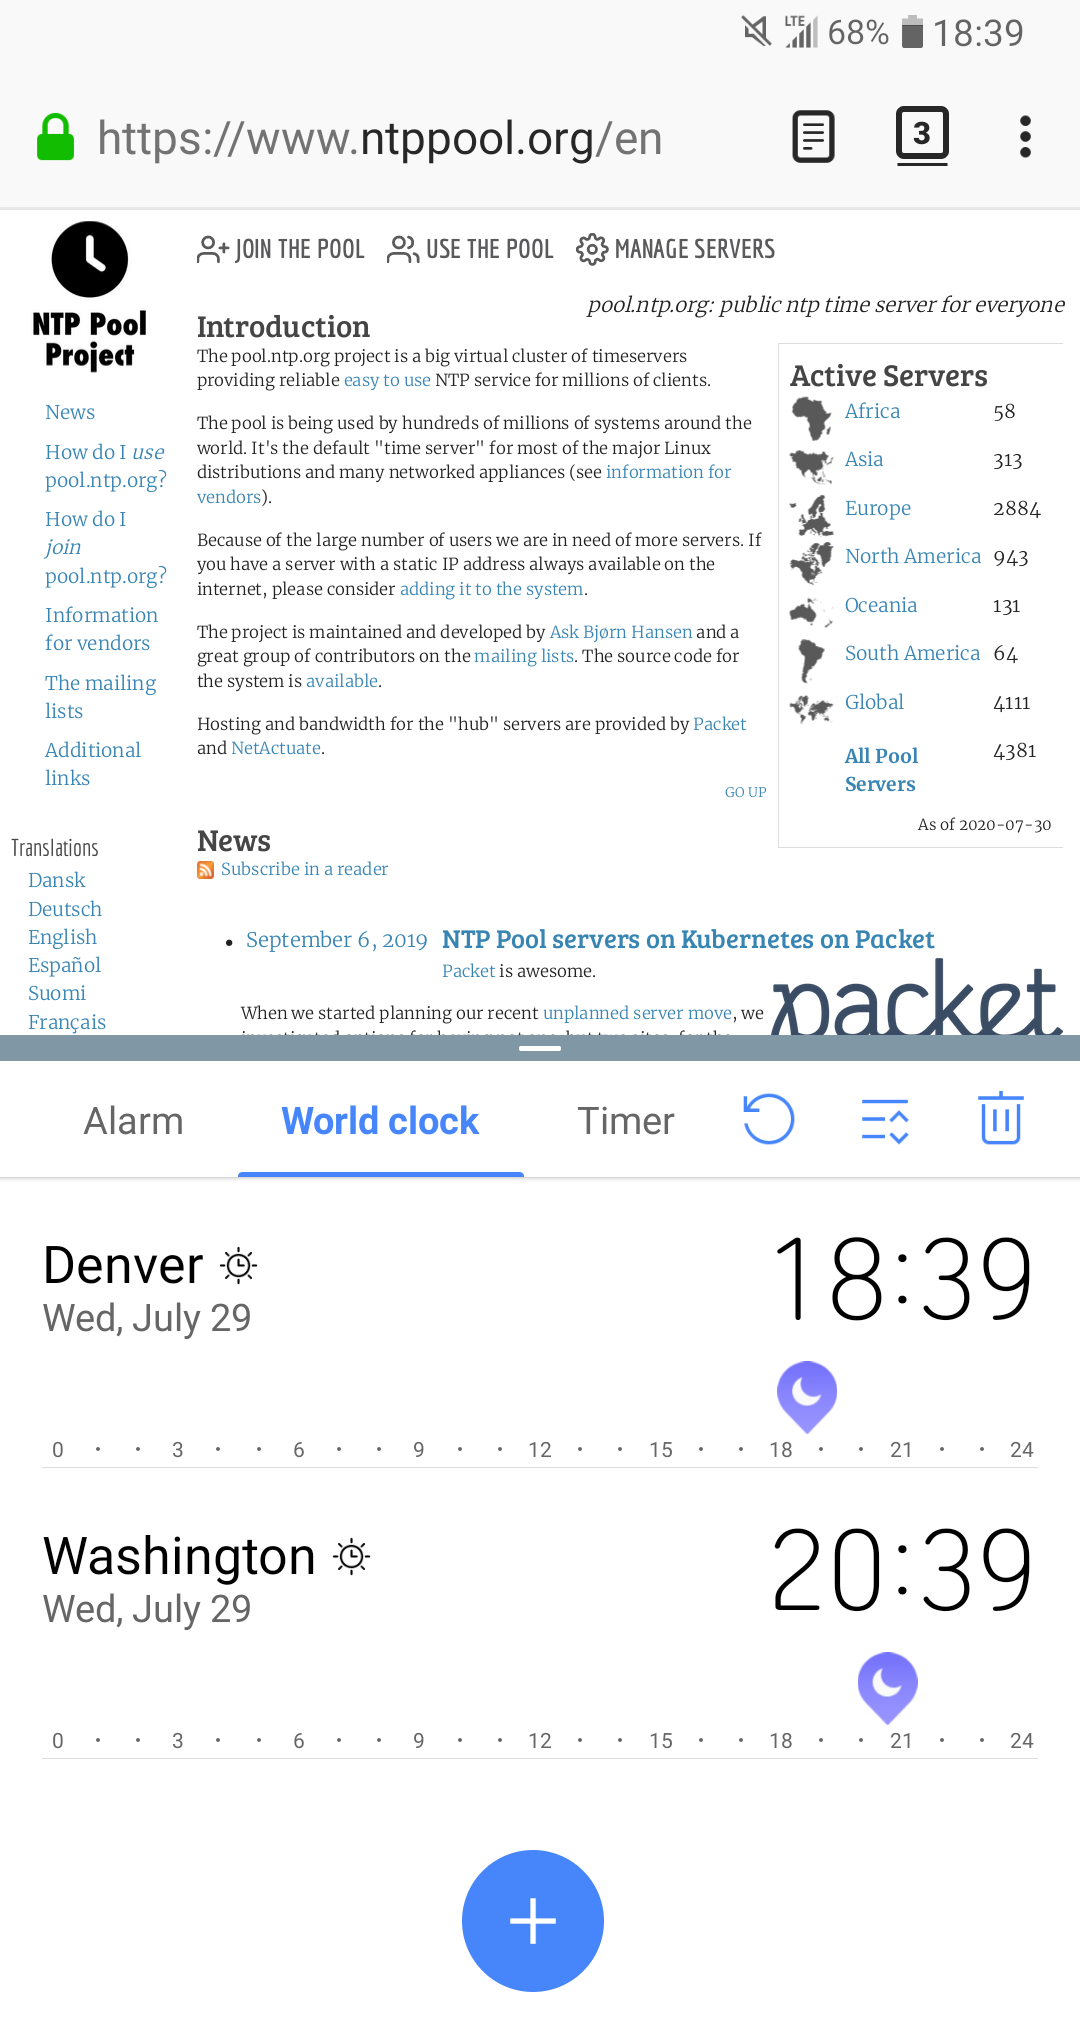 LTE 68% 18:39
https://www.ntppool.org/en 3
NTP Pool
Project
News
How do I use
pool.ntp.org?
How do I
join
pool.ntp.org?
Information
for vendors
The mailing
lists
Additional
links
Translations
Dansk
Deutsch
English
Español
Suomi
Français
JOIN THE POOL USE THE POOL MANAGE SERVERS
pool.ntp.org: public ntp time server for everyone
Introduction
The pool.ntp.org project is a big virtual cluster of timeservers
providing reliable easy to use NTP service for millions of clients.
The pool is being used by hundreds of millions of systems around the
world. It's the default "time server" for most of the major Linux
distributions and many networked appliances (see information for
vendors).
Because of the large number of users we are in need of more servers. If
you have a server with a static IP address always available on the
internet, please consider adding it to the system.
The project is maintained and developed by Ask Bjørn Hansen and a
great group of contributors on the mailing lists. The source code for
the system is available.
Hosting and bandwidth for the "hub" servers are provided by Packet
and NetActuate.
GO UP
Active Servers
Africa 58
Asia 313
Europe 2884
North America 943
Oceania 131
South America 64
Global 4111
All Pool 4381
Servers
As of 2020-07-30
News
Subscribe in a reader
• September 6, 2019 NTP Pool servers on Kubernetes on Packet
Packet is awesome.
packet
When we started planning our recent unplanned server move, we
Alarm World clock Timer
Denver 18:39
Wed, July 29
0 · · 3 · · 6 · · 9 · · 12 · · 15 · · 18 · · 21 · · 24
Washington 20:39
Wed, July 29
0 · · 3 · · 6 · · 9 · · 12 · · 15 · · 18 · · 21 · · 24